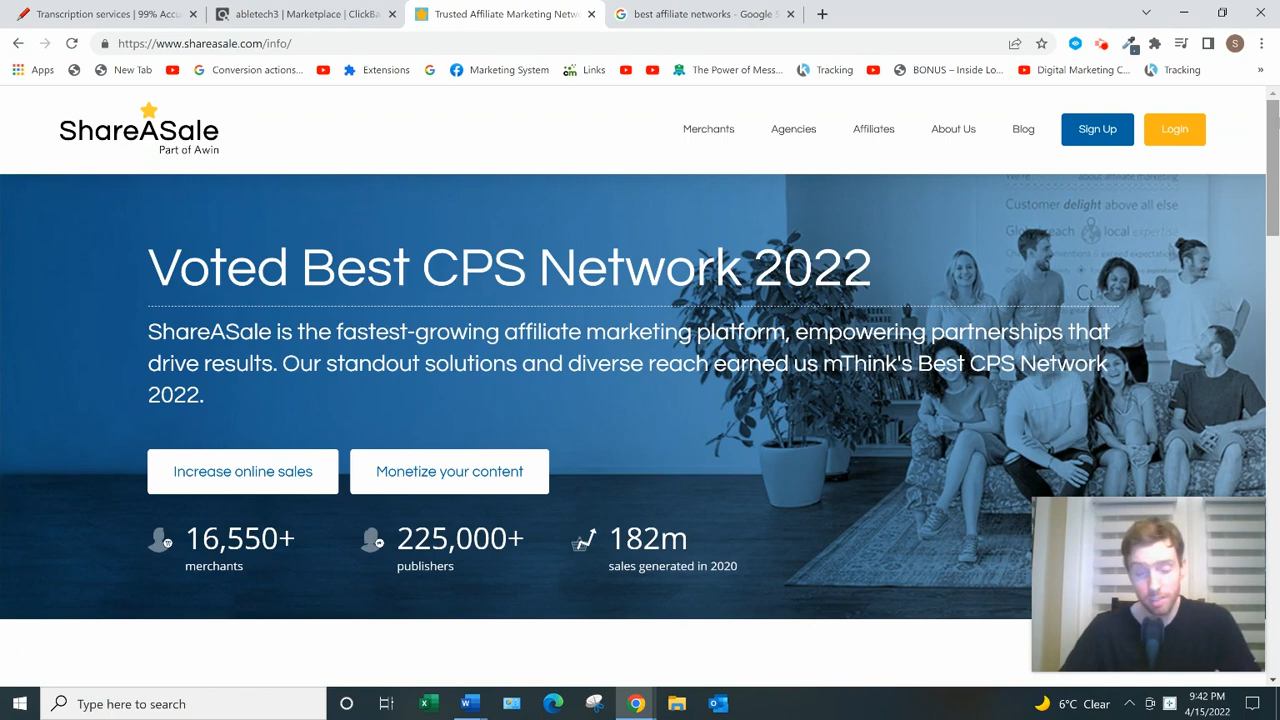 Transcription services | 99% Accu
abletech3 | Marketplace | ClickBa
Trusted Affiliate Marketing Netw
best affiliate networks - Google S
https://www.shareasale.com/info/
Apps
New Tab
Conversion actions...
Extensions
Marketing System
Links
The Power of Mess...
Tracking
BONUS – Inside Lo...
Digital Marketing C...
Tracking
»
ShareASale
Part of Awin
Merchants
Agencies
Affiliates
About Us
Blog
Sign Up
Login
Customer delight above all else
Global reach local expertise
Voted Best CPS Network 2022
ShareASale is the fastest-growing affiliate marketing platform, empowering partnerships that
drive results. Our standout solutions and diverse reach earned us mThink's Best CPS Network
2022.
Increase online sales
Monetize your content
16,550+
merchants
225,000+
publishers
182m
sales generated in 2020
Type here to search
6°C Clear
9:42 PM
4/15/2022